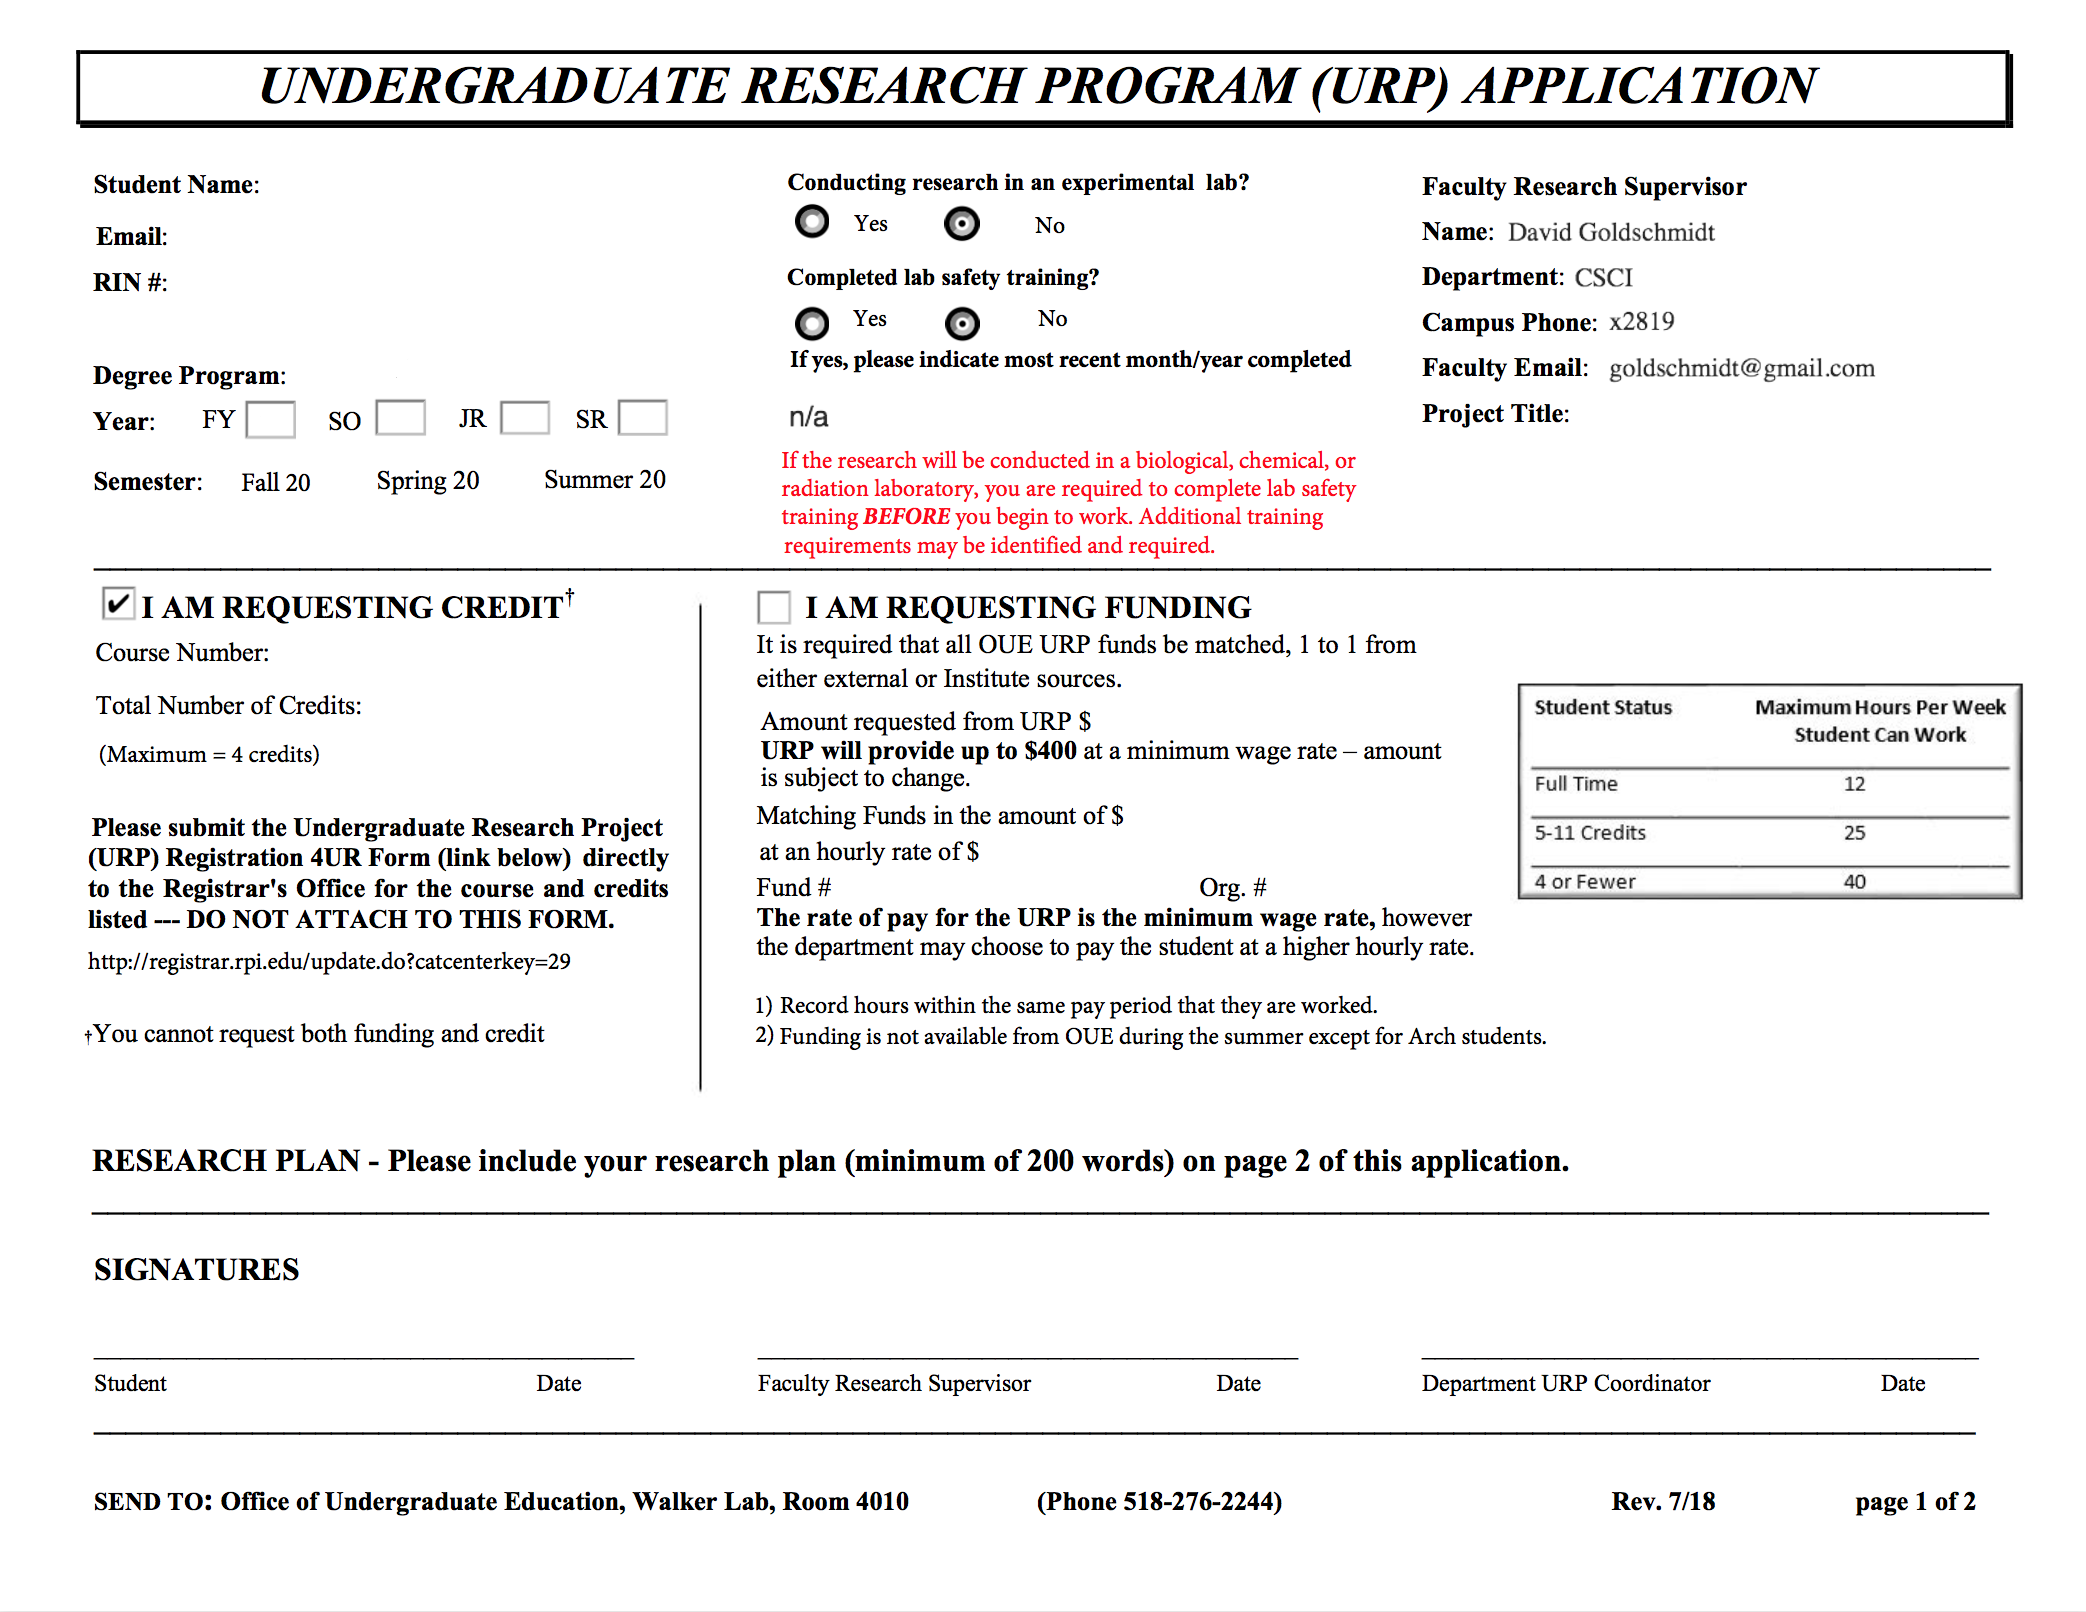 UNDERGRADUATE RESEARCH PROGRAM (URP) APPLICATION
Student Name:
Email:
RIN #:
Degree Program:
Year: FY SO JR SR
Semester: Fall 20 Spring 20 Summer 20
Conducting research in an experimental lab?
Yes No
Completed lab safety training?
Yes No
If yes, please indicate most recent month/year completed
n/a
If the research will be conducted in a biological, chemical, or
radiation laboratory, you are required to complete lab safety
training BEFORE you begin to work. Additional training
requirements may be identified and required.
Faculty Research Supervisor
Name: David Goldschmidt
Department: CSCI
Campus Phone: x2819
Faculty Email: goldschmidt@gmail.com
Project Title:
✔ I AM REQUESTING CREDIT†
Course Number:
Total Number of Credits:
(Maximum = 4 credits)
Please submit the Undergraduate Research Project
(URP) Registration 4UR Form (link below) directly
to the Registrar's Office for the course and credits
listed --- DO NOT ATTACH TO THIS FORM.
http://registrar.rpi.edu/update.do?catcenterkey=29
†You cannot request both funding and credit
I AM REQUESTING FUNDING
It is required that all OUE URP funds be matched, 1 to 1 from
either external or Institute sources.
Amount requested from URP $
URP will provide up to $400 at a minimum wage rate – amount
is subject to change.
Matching Funds in the amount of $
at an hourly rate of $
Fund # Org. #
The rate of pay for the URP is the minimum wage rate, however
the department may choose to pay the student at a higher hourly rate.
1) Record hours within the same pay period that they are worked.
2) Funding is not available from OUE during the summer except for Arch students.
Student Status Maximum Hours Per Week
Student Can Work
Full Time 12
5-11 Credits 25
4 or Fewer 40
RESEARCH PLAN - Please include your research plan (minimum of 200 words) on page 2 of this application.
SIGNATURES
Student Date Faculty Research Supervisor Date Department URP Coordinator Date
SEND TO: Office of Undergraduate Education, Walker Lab, Room 4010 (Phone 518-276-2244) Rev. 7/18 page 1 of 2